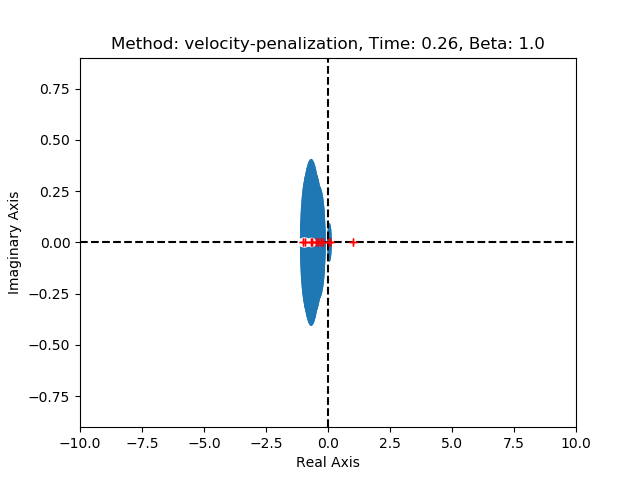 Method: velocity-penalization, Time: 0.26, Beta: 1.0
Imaginary Axis
0.75
0.50
0.25
0.00
−0.25
−0.50
−0.75
−10.0 −7.5 −5.0 −2.5 0.0 2.5 5.0 7.5 10.0
Real Axis